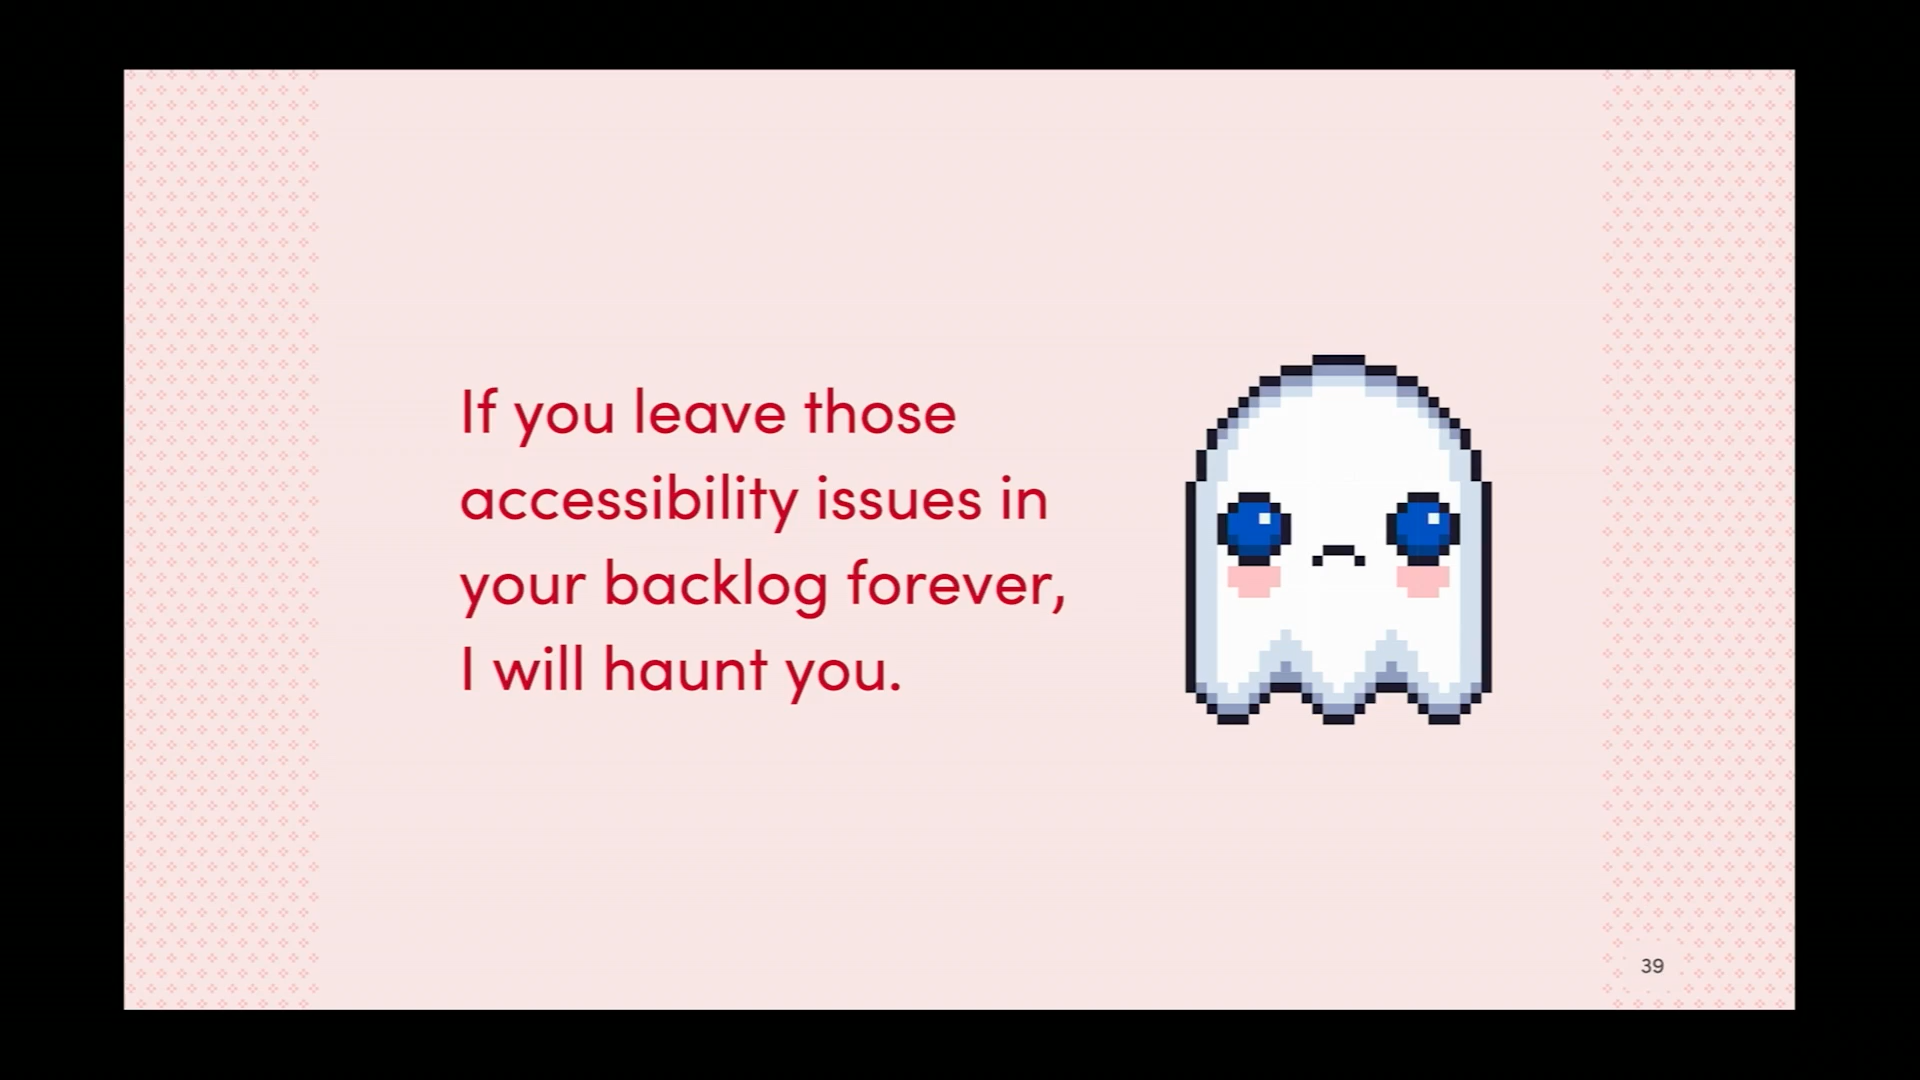 If you leave those
accessibility issues in
your backlog forever,
I will haunt you.
39